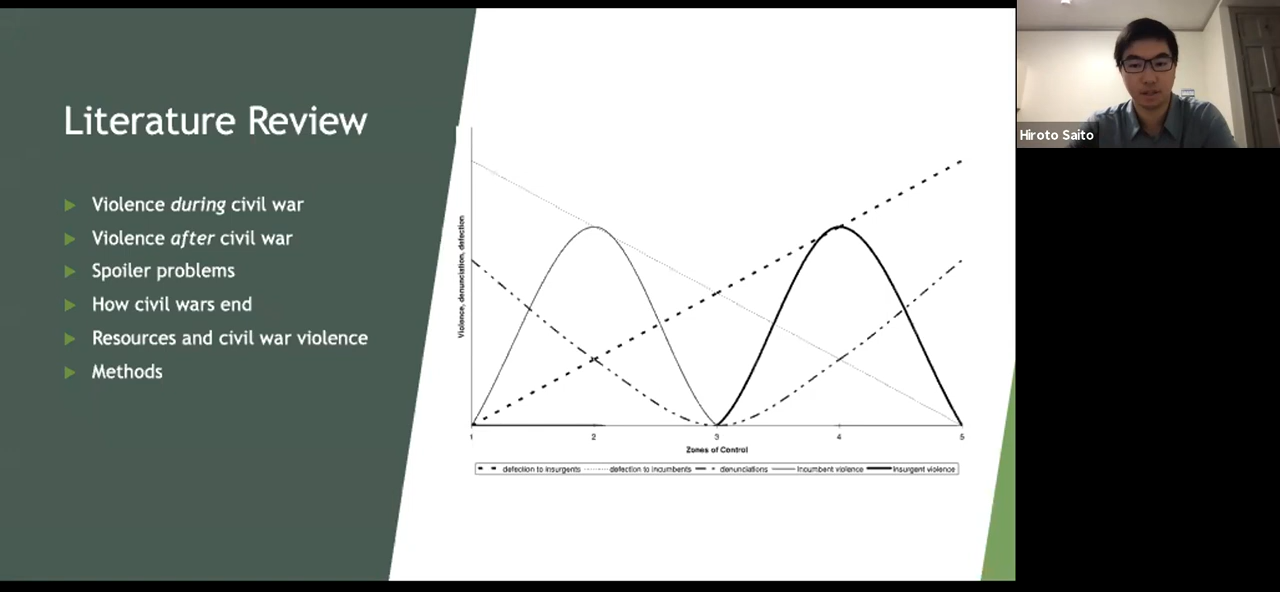 Literature Review
Violence during civil war
Violence after civil war
Spoiler problems
How civil wars end
Resources and civil war violence
Methods
Violence, denunciation, defection
1 2 3 4 5
Zones of Control
defection to insurgents defection to incumbents denunciations Incumbent violence Insurgent violence
Hiroto Saito